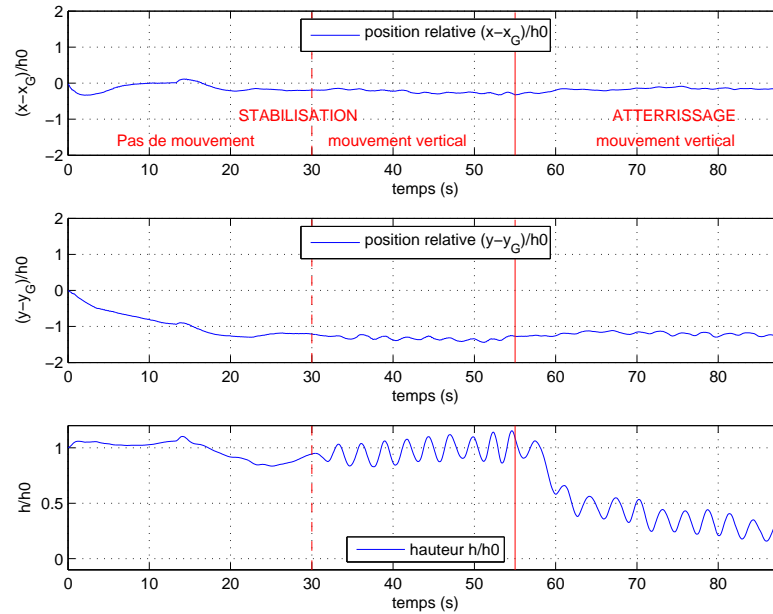 2
1
0
−1
−2
(x−x_G)/h0
position relative (x−x_G)/h0
STABILISATION
ATTERRISSAGE
Pas de mouvement
mouvement vertical
mouvement vertical
0 10 20 30 40 50 60 70 80
temps (s)
2
1
0
−1
−2
(y−y_G)/h0
position relative (y−y_G)/h0
0 10 20 30 40 50 60 70 80
temps (s)
1
0.5
0
h/h0
hauteur h/h0
0 10 20 30 40 50 60 70 80
temps (s)